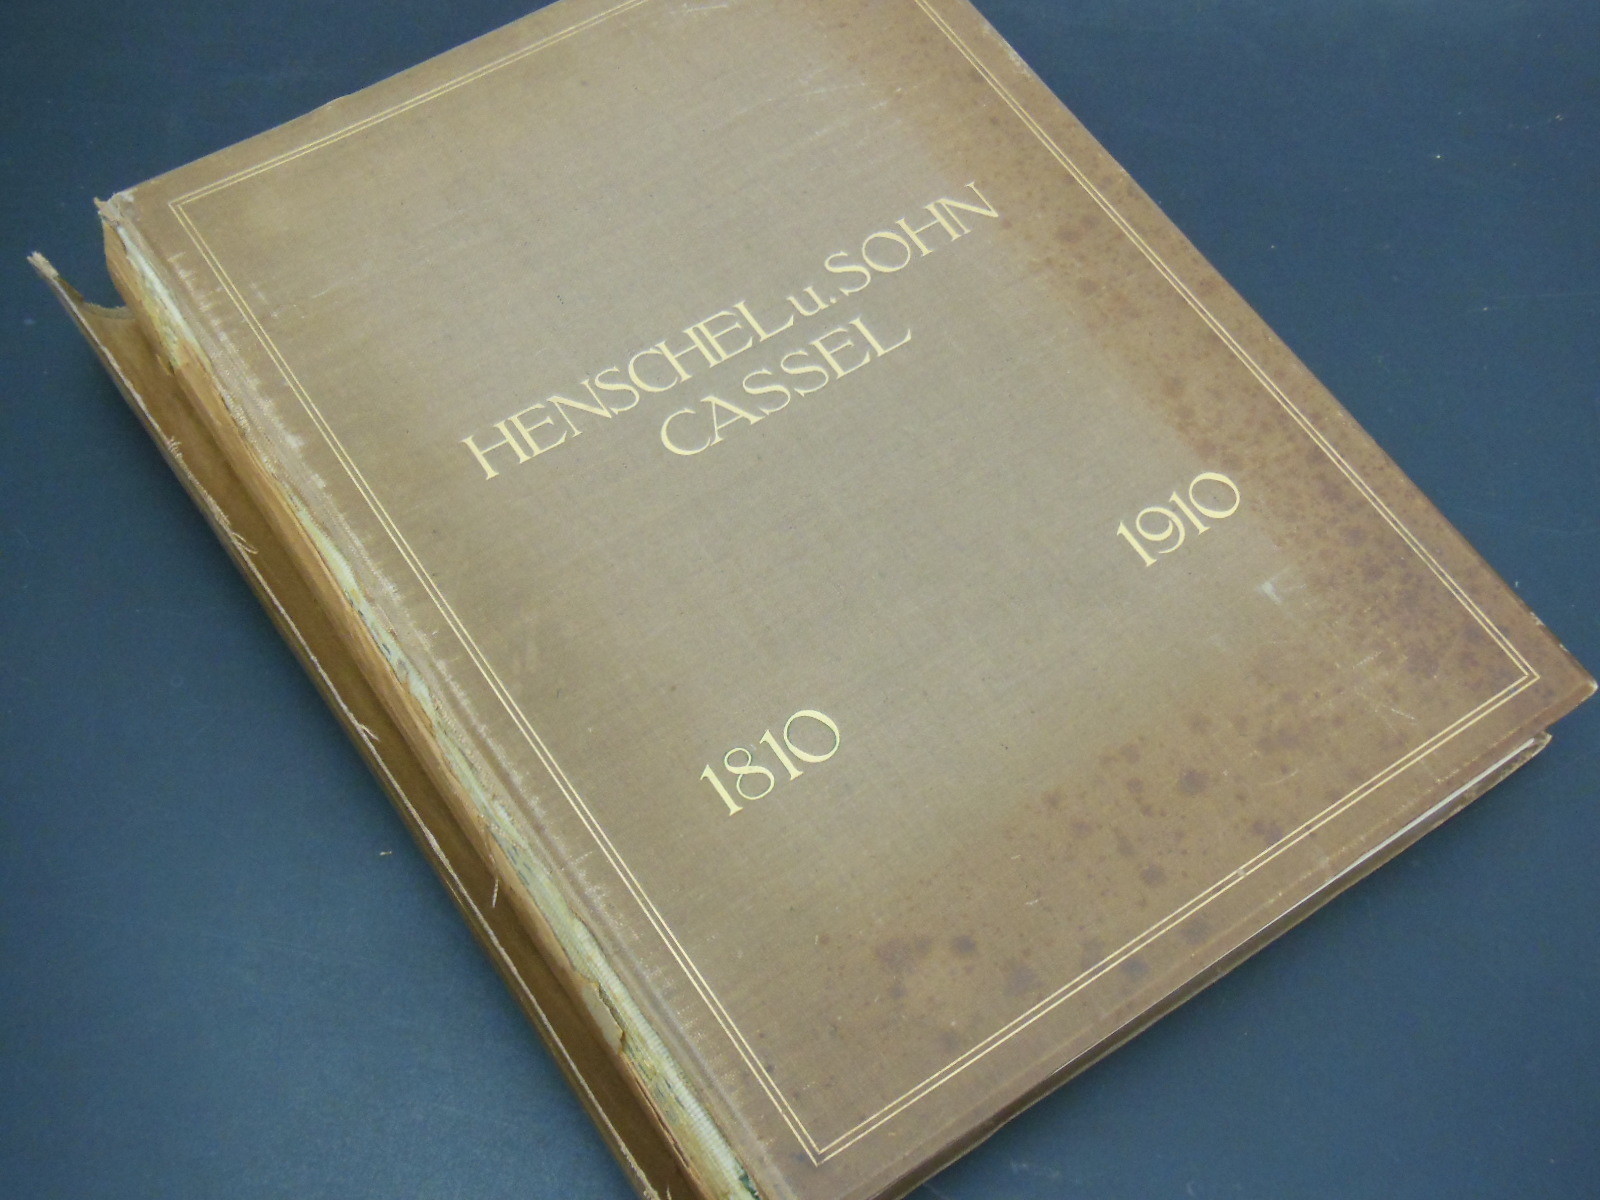 HENSCHEL u. SOHN
CASSEL
1810
1910